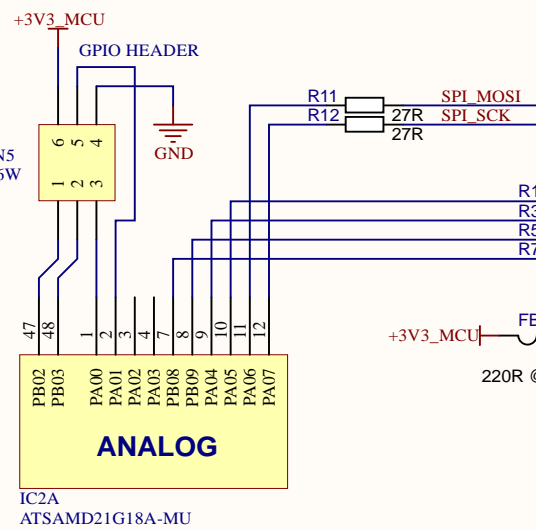 +3V3_MCU
GPIO HEADER
R11
27R
SPI_MOSI
R12
27R
SPI_SCK
GND
N5
6W
6
5
4
1
2
3
R1
R3
R5
R7
47
48
1
2
3
4
7
8
9
10
11
12
+3V3_MCU
FE
220R @
PB02
PB03
PA00
PA01
PA02
PA03
PB08
PB09
PA04
PA05
PA06
PA07
ANALOG
IC2A
ATSAMD21G18A-MU